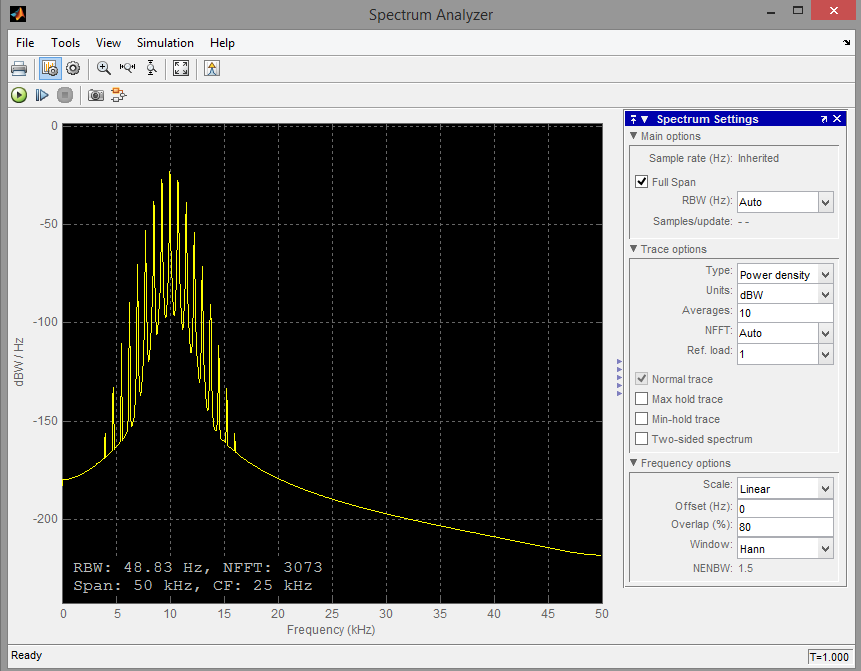 Spectrum Analyzer
File Tools View Simulation Help
Spectrum Settings
Main options
Sample rate (Hz): Inherited
Full Span
RBW (Hz): Auto
Samples/update: - -
Trace options
Type: Power density
Units: dBW
Averages: 10
NFFT: Auto
Ref. load: 1
Normal trace
Max hold trace
Min-hold trace
Two-sided spectrum
Frequency options
Scale: Linear
Offset (Hz): 0
Overlap (%): 80
Window: Hann
NENBW: 1.5
0
-50
-100
-150
-200
dBW / Hz
RBW: 48.83 Hz, NFFT: 3073
Span: 50 kHz, CF: 25 kHz
0 5 10 15 20 25 30 35 40 45 50
Frequency (kHz)
Ready
T=1.000